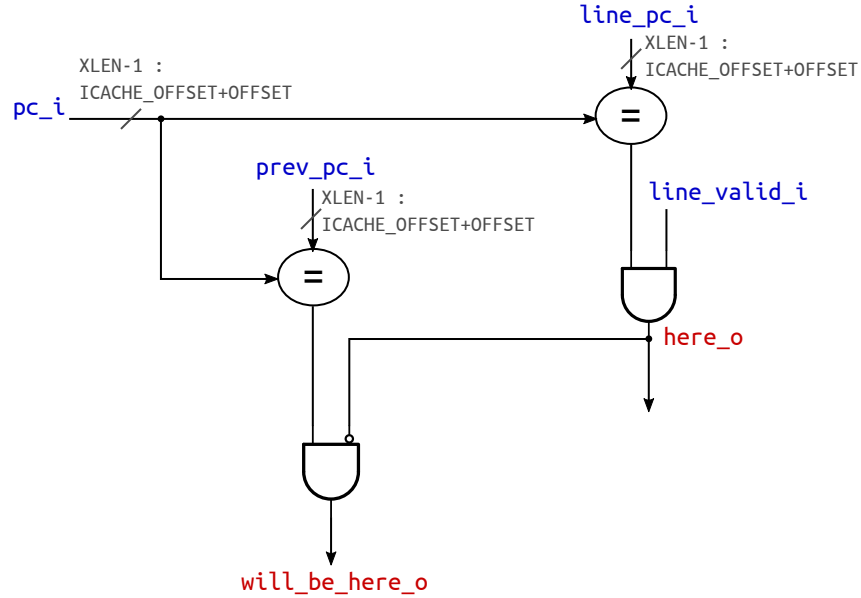 line_pc_i
XLEN-1 :
ICACHE_OFFSET+OFFSET
XLEN-1 :
ICACHE_OFFSET+OFFSET
pc_i
=
prev_pc_i
XLEN-1 :
ICACHE_OFFSET+OFFSET
line_valid_i
=
here_o
will_be_here_o